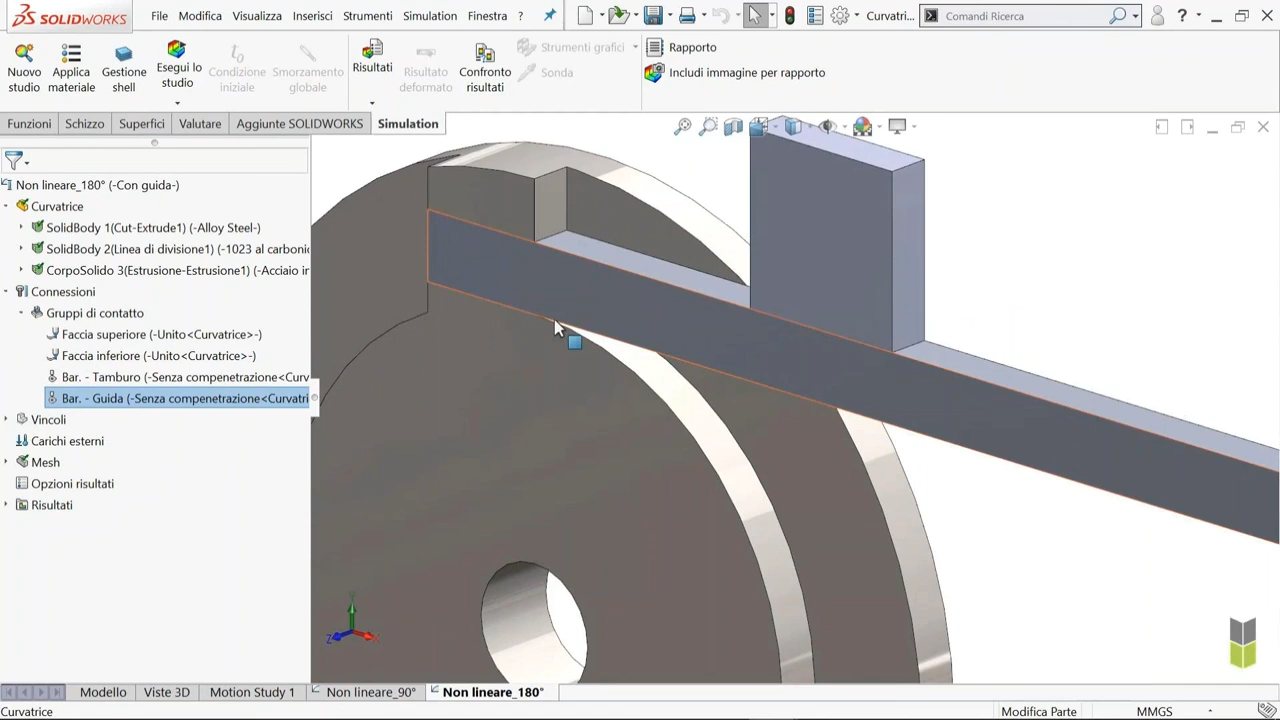 SOLIDWORKS
File Modifica Visualizza Inserisci Strumenti Simulation Finestra ?
Curvatri...
Comandi Ricerca
?
Nuovo studio
Applica materiale
Gestione shell
Esegui lo studio
Condizione iniziale
Smorzamento globale
Risultati
Risultato deformato
Confronto risultati
Strumenti grafici
Sonda
Rapporto
Includi immagine per rapporto
Funzioni Schizzo Superfici Valutare Aggiunte SOLIDWORKS Simulation
Non lineare_180° (-Con guida-)
Curvatrice
SolidBody 1(Cut-Extrude1) (-Alloy Steel-)
SolidBody 2(Linea di divisione1) (-1023 al carbonio
CorpoSolido 3(Estrusione-Estrusione1) (-Acciaio in
Connessioni
Gruppi di contatto
Faccia superiore (-Unito<Curvatrice>-)
Faccia inferiore (-Unito<Curvatrice>-)
Bar. - Tamburo (-Senza compenetrazione<Curv
Bar. - Guida (-Senza compenetrazione<Curvatri
Vincoli
Carichi esterni
Mesh
Opzioni risultati
Risultati
Y
Z
Modello Viste 3D Motion Study 1 Non lineare_90° Non lineare_180°
Curvatrice
Modifica Parte
MMGS